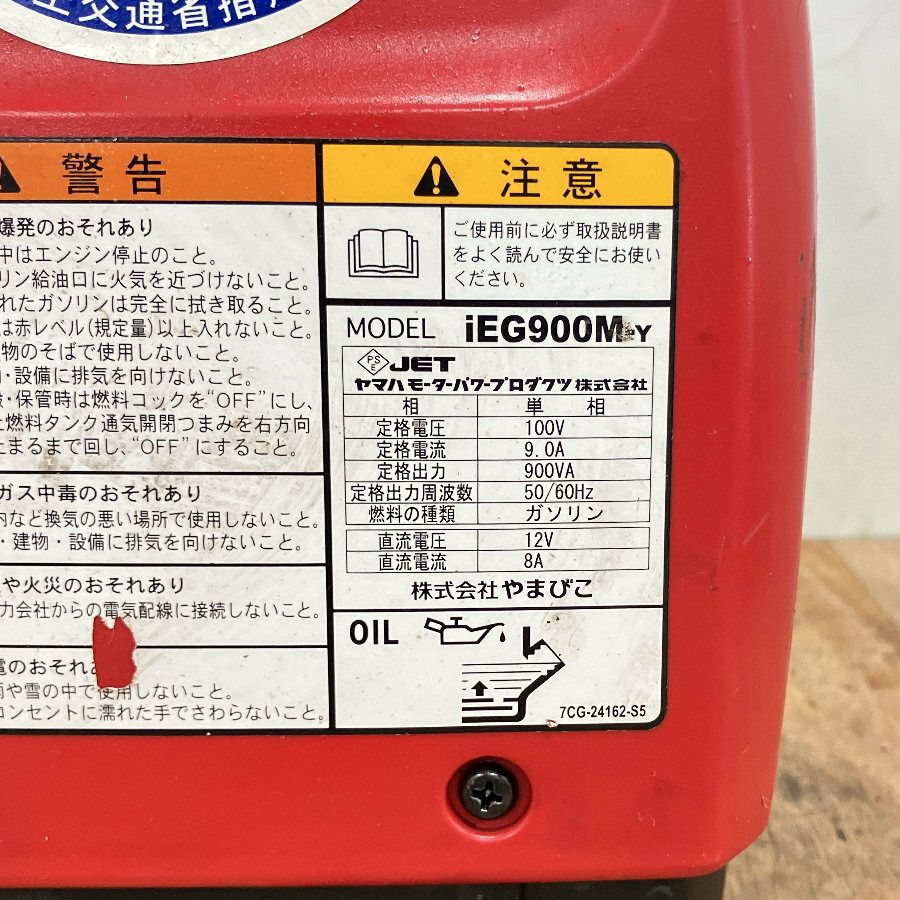 交通省指
警告
爆発のおそれあり
中はエンジン停止のこと。
リン給油口に火気を近づけないこと。
れたガソリンは完全に拭き取ること。
は赤レベル(規定量)以上入れないこと。
物のそばで使用しないこと。
・設備に排気を向けないこと。
・保管時は燃料コックを“OFF”にし、
燃料タンク通気開閉つまみを右方向
止まるまで回し、“OFF”にすること。
ガス中毒のおそれあり
内など換気の悪い場所で使用しないこと。
・建物・設備に排気を向けないこと。
や火災のおそれあり
力会社からの電気配線に接続しないこと。
電のおそれ
雨や雪の中で使用しないこと。
コンセントに濡れた手でさわらないこと。
注意
ご使用前に必ず取扱説明書
をよく読んで安全にお使い
ください。
MODEL iEG900M-Y
PS E JET
ヤマハモーターパワープロダクツ株式会社
相 単相
定格電圧 100V
定格電流 9.0A
定格出力 900VA
定格出力周波数 50/60Hz
燃料の種類 ガソリン
直流電圧 12V
直流電流 8A
株式会社やまびこ
OIL
7CG-24162-S5